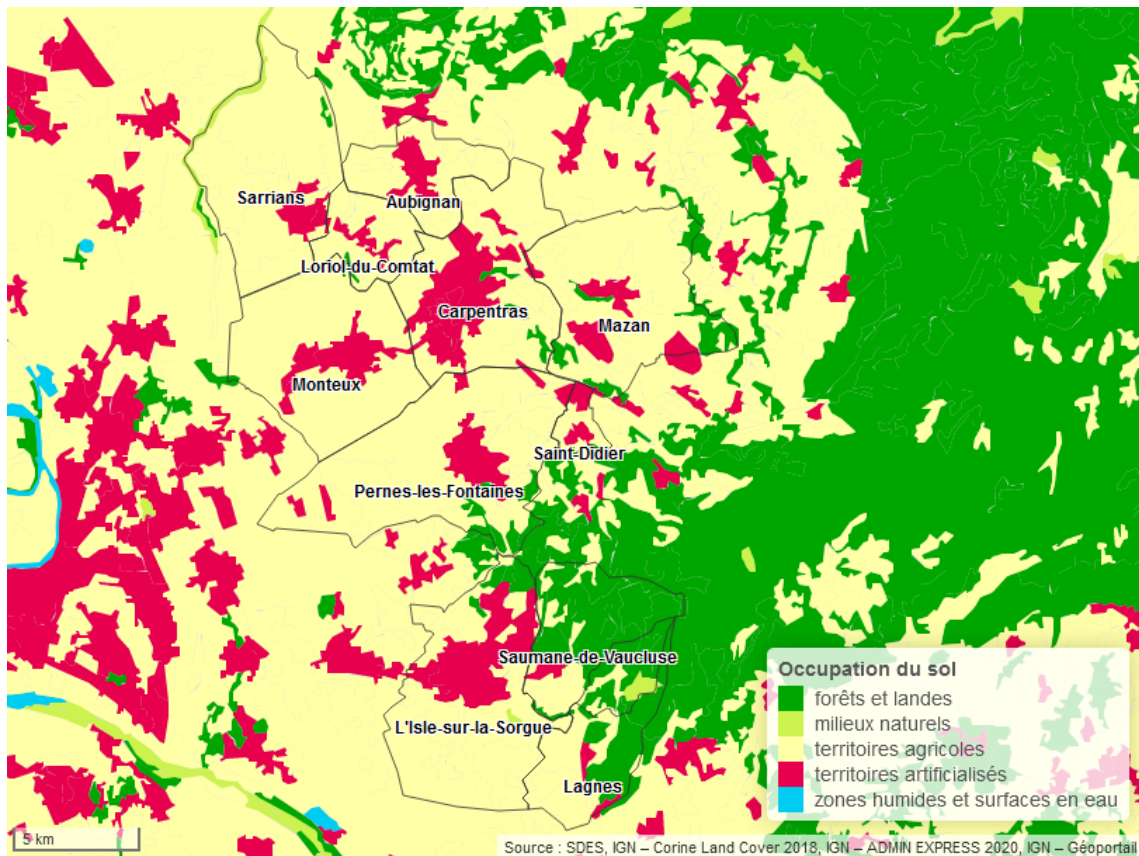 Sarrians
Aubignan
Loriol-du-Comtat
Carpentras
Mazan
Monteux
Saint-Didier
Pernes-les-Fontaines
Saumane-de-Vaucluse
L'Isle-sur-la-Sorgue
Lagnes
Occupation du sol
forêts et landes
milieux naturels
territoires agricoles
territoires artificialisés
zones humides et surfaces en eau
5 km
Source : SDES, IGN – Corine Land Cover 2018, IGN – ADMIN EXPRESS 2020, IGN – Géoportail